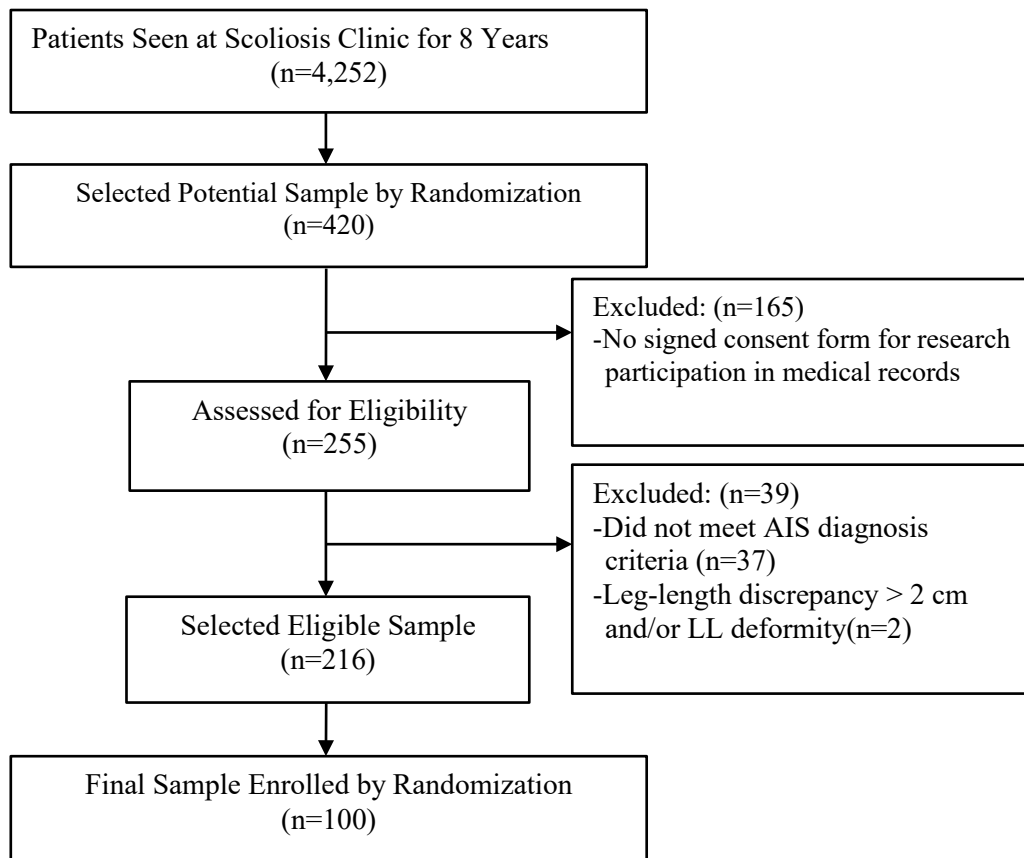 Patients Seen at Scoliosis Clinic for 8 Years
(n=4,252)
Selected Potential Sample by Randomization
(n=420)
Excluded: (n=165)
-No signed consent form for research
participation in medical records
Assessed for Eligibility
(n=255)
Excluded: (n=39)
-Did not meet AIS diagnosis
criteria (n=37)
-Leg-length discrepancy > 2 cm
and/or LL deformity(n=2)
Selected Eligible Sample
(n=216)
Final Sample Enrolled by Randomization
(n=100)